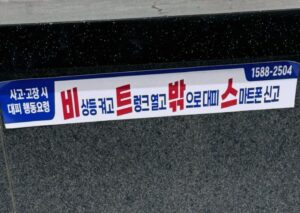 사고·고장 시
대피 행동요령
비상등 켜고 트렁크 열고 밖으로 대피 스마트폰 신고
1588-2504